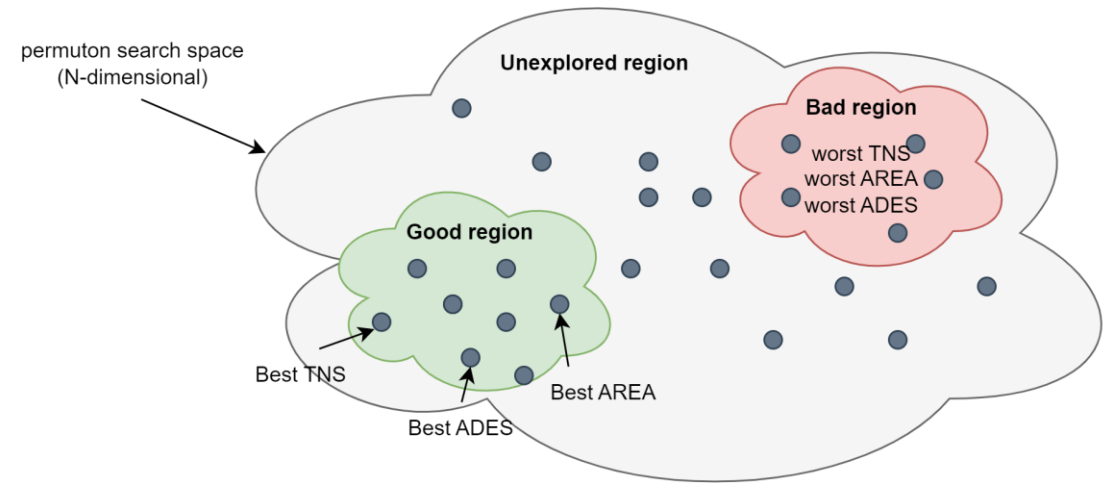 permuton search space
(N-dimensional)
Unexplored region
Bad region
worst TNS
worst AREA
worst ADES
Good region
Best TNS
Best AREA
Best ADES